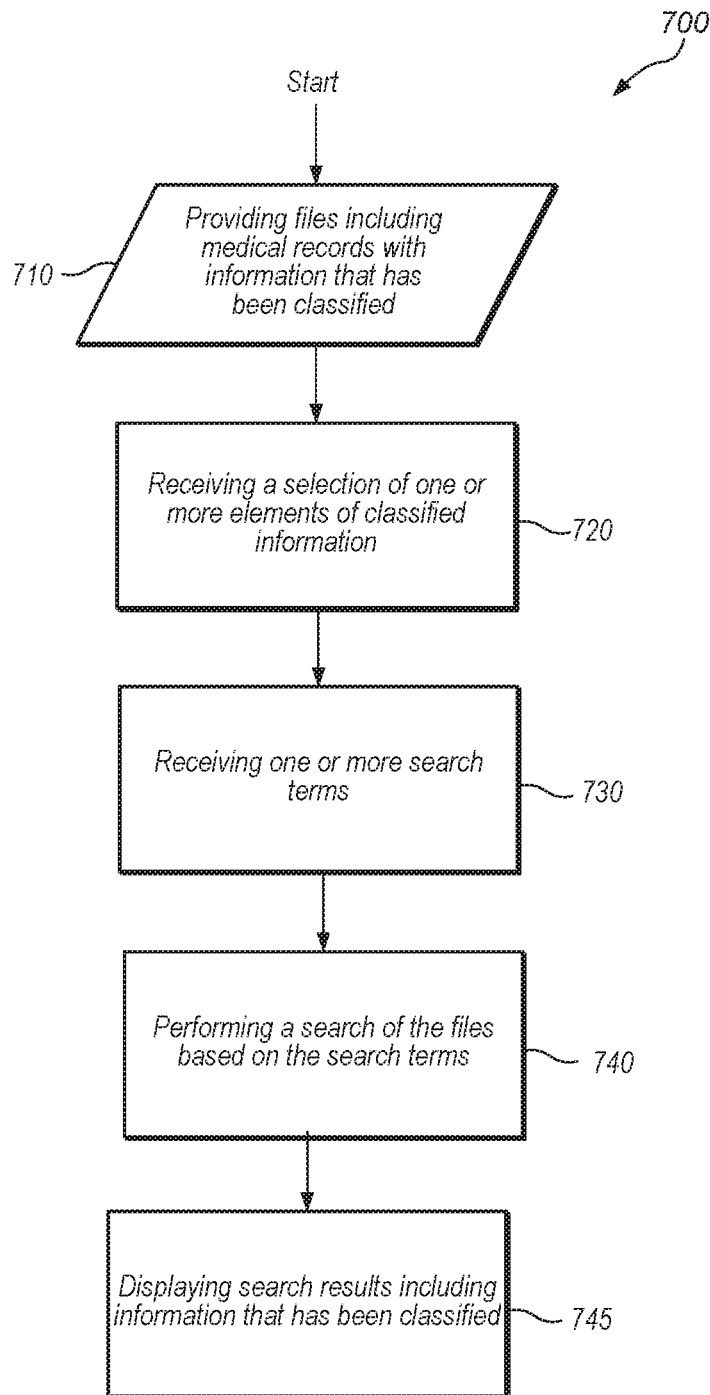 700
Start
Providing files including
medical records with
information that has
been classified
710
Receiving a selection of one or
more elements of classified
information
720
Receiving one or more search
terms
730
Performing a search of the files
based on the search terms
740
Displaying search results including
information that has been classified
745